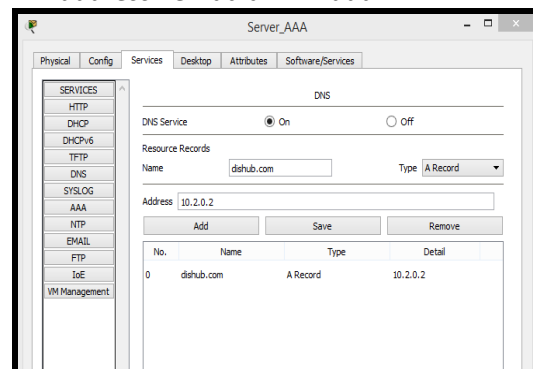 Server_AAA
Physical Config Services Desktop Attributes Software/Services
SERVICES
HTTP
DHCP
DHCPv6
TFTP
DNS
SYSLOG
AAA
NTP
EMAIL
FTP
IoE
VM Management
DNS
DNS Service On Off
Resource Records
Name dishub.com Type A Record
Address 10.2.0.2
Add Save Remove
No. Name Type Detail
0 dishub.com A Record 10.2.0.2